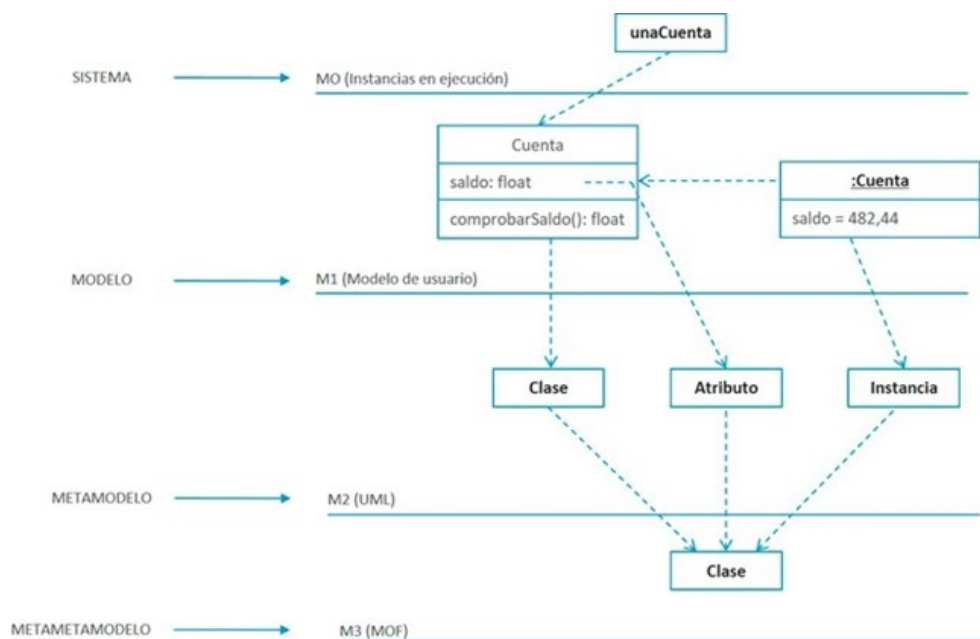 unaCuenta
SISTEMA
MO (Instancias en ejecución)
Cuenta
saldo: float
comprobarSaldo(): float
:Cuenta
saldo = 482,44
MODELO
M1 (Modelo de usuario)
Clase
Atributo
Instancia
METAMODELO
M2 (UML)
Clase
METAMETAMODELO
M3 (MOF)